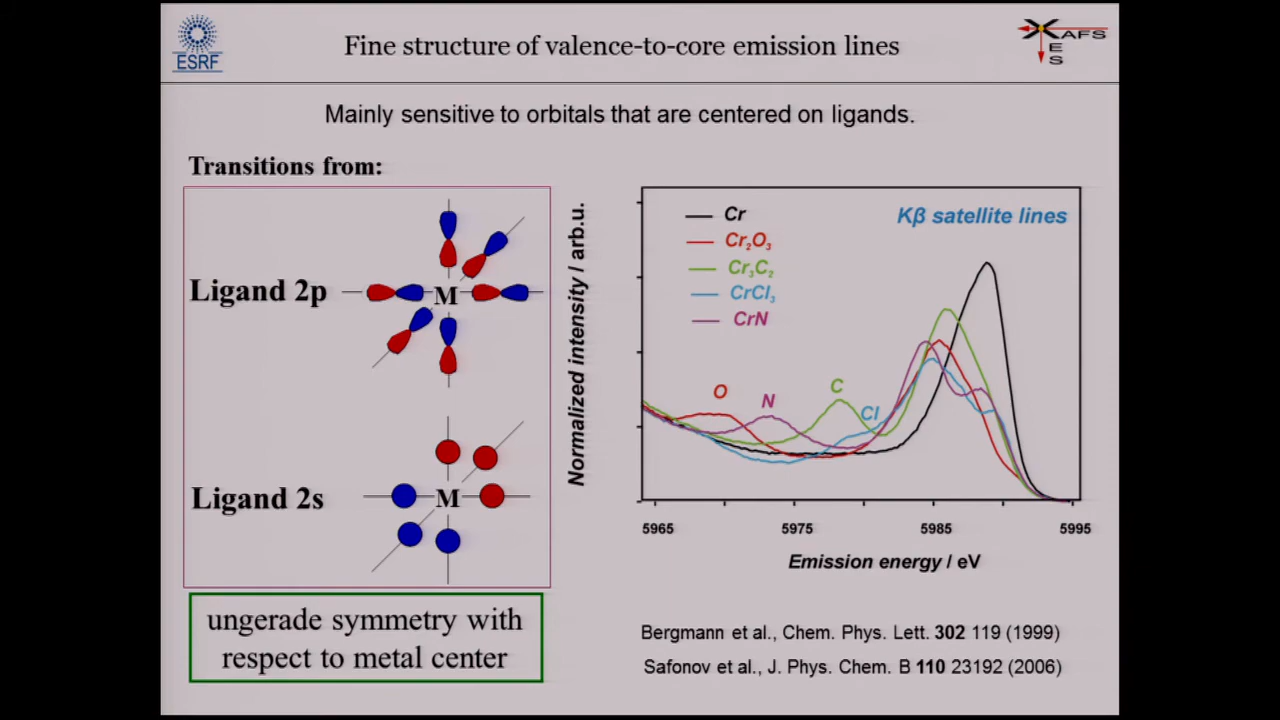 ESRF
Fine structure of valence-to-core emission lines
XAFS
XES
Mainly sensitive to orbitals that are centered on ligands.
Transitions from:
Ligand 2p
M
Ligand 2s
M
ungerade symmetry with
respect to metal center
Normalized intensity / arb.u.
Kβ satellite lines
Cr
Cr₂O₃
Cr₃C₂
CrCl₃
CrN
O
N
C
Cl
5965 5975 5985 5995
Emission energy / eV
Bergmann et al., Chem. Phys. Lett. 302 119 (1999)
Safonov et al., J. Phys. Chem. B 110 23192 (2006)